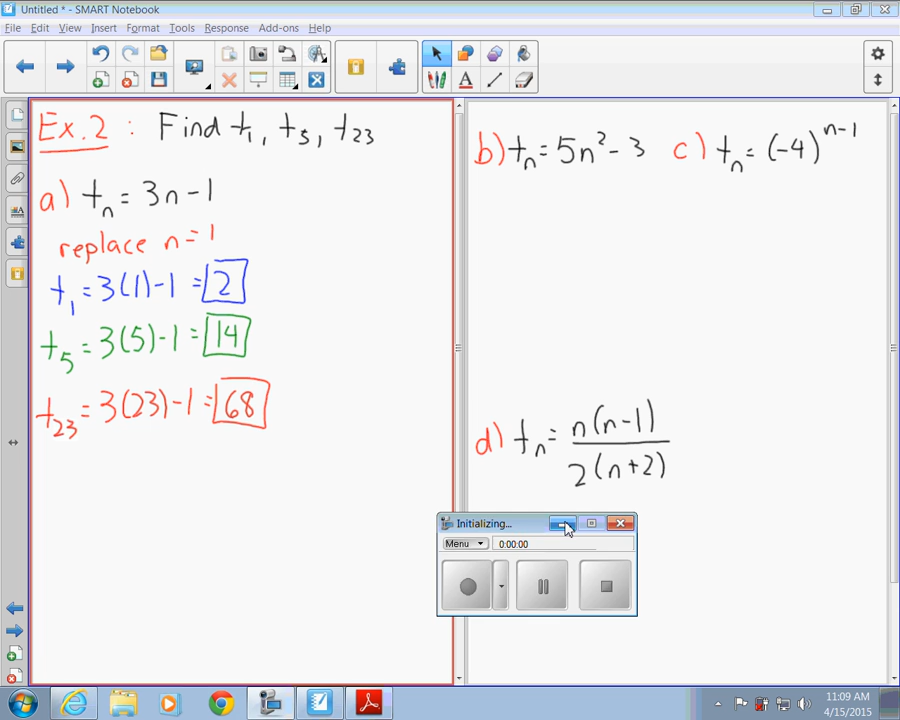 Untitled * - SMART Notebook
File Edit View Insert Format Tools Response Add-ons Help
Ex.2 : Find t₁, t₅, t₂₃
a) tₙ = 3n - 1
replace n = 1
t₁ = 3(1) - 1 = 2
t₅ = 3(5) - 1 = 14
t₂₃ = 3(23) - 1 = 68
b) tₙ = 5n² - 3 c) tₙ = (-4)ⁿ⁻¹
d) tₙ = n(n-1)
2(n+2)
Initializing...
Menu 0:00:00
11:09 AM
4/15/2015